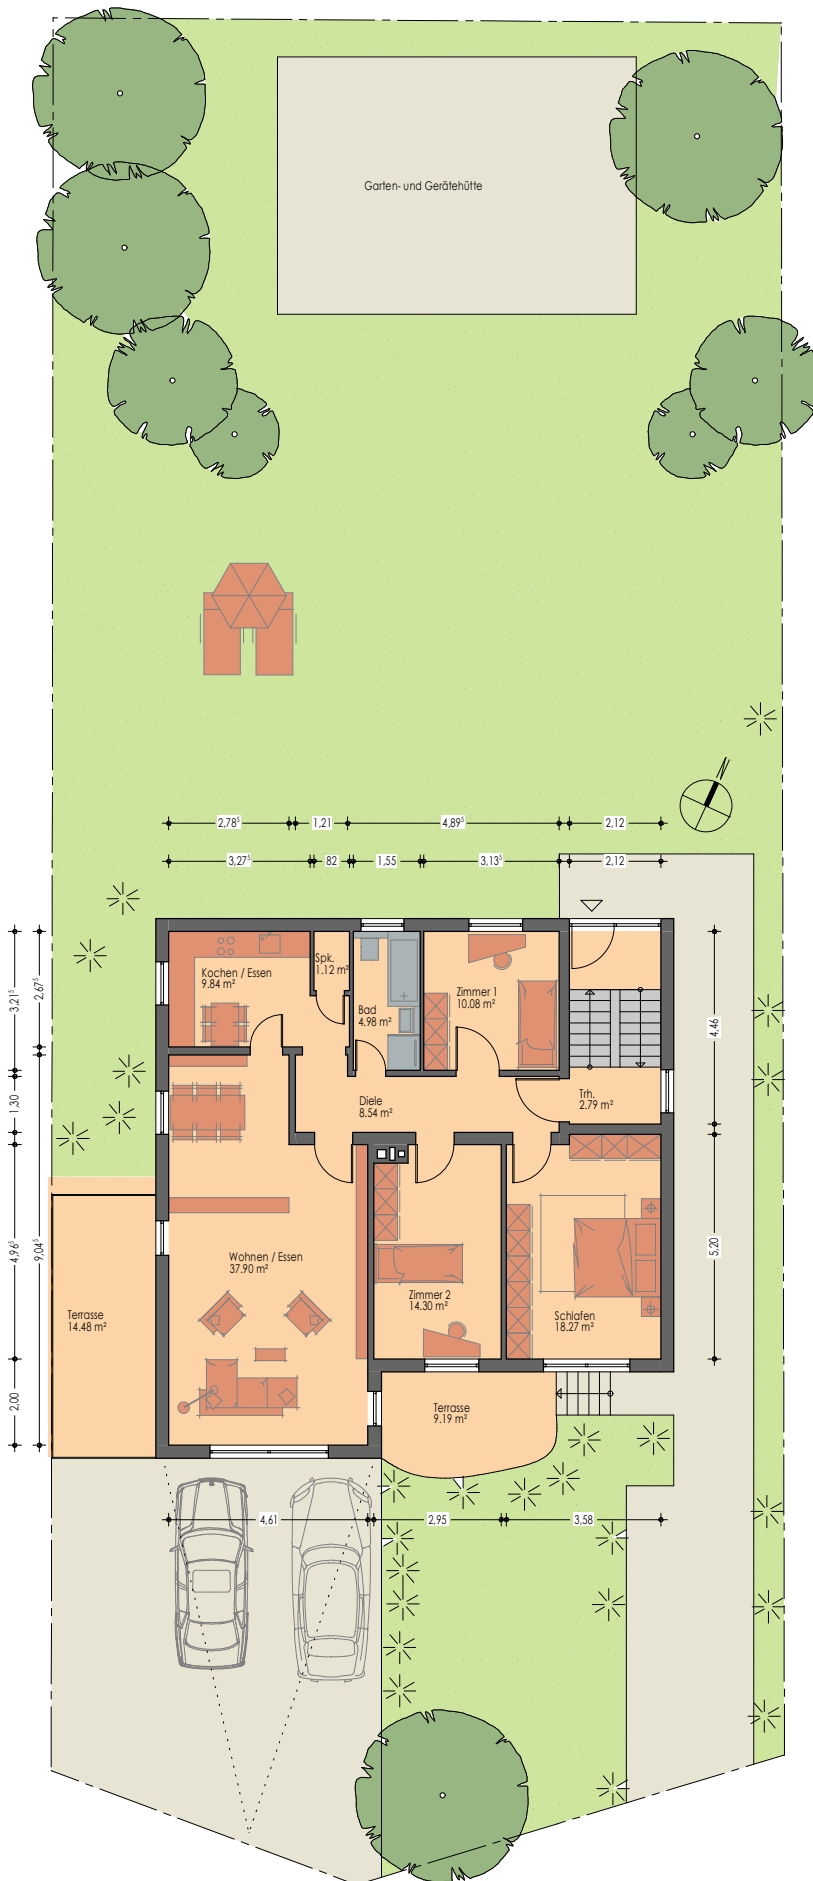 Garten- und Gerätehütte
2,78⁵
1,21
4,89⁵
2,12
3,27⁵
82
1,55
3,13⁵
2,12
3,21⁵
2,67⁵
1,30
4,96⁵
9,04⁵
2,00
4,46
5,20
Kochen / Essen
9.84 m²
Spk.
1.12 m²
Bad
4.98 m²
Zimmer 1
10.08 m²
Diele
8.54 m²
Trh.
2.79 m²
Wohnen / Essen
37.90 m²
Zimmer 2
14.30 m²
Schlafen
18.27 m²
Terrasse
14.48 m²
Terrasse
9.19 m²
4,61
2,95
3,58